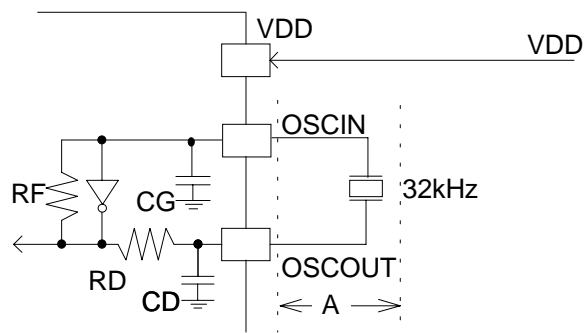 VDD
VDD
OSCIN
RF
CG
32kHz
RD
OSCOUT
CD
A